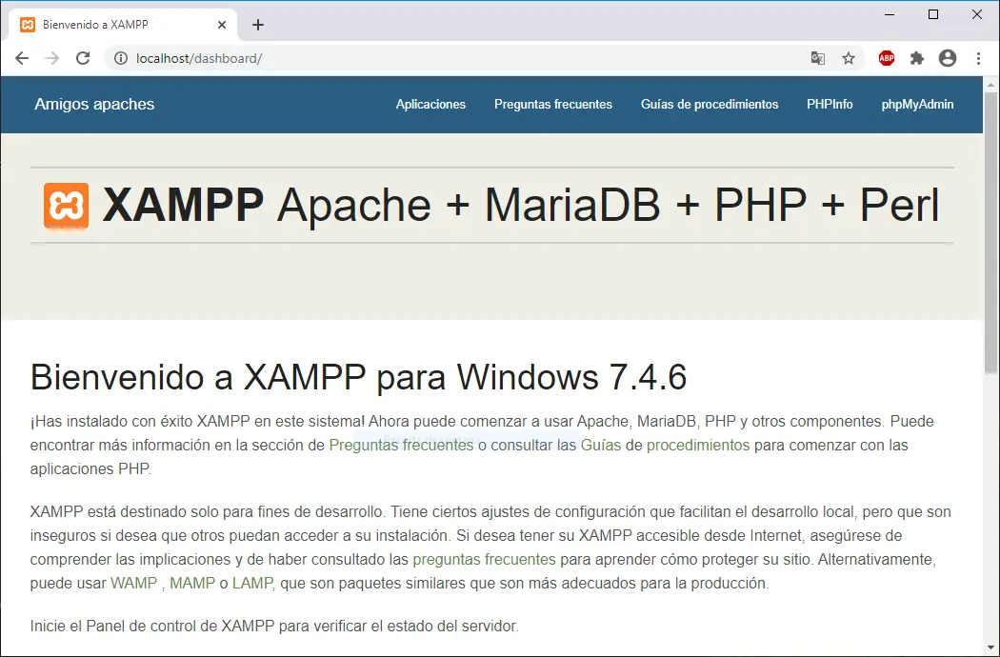 Bienvenido a XAMPP
localhost/dashboard/
ABP
Amigos apaches
Aplicaciones
Preguntas frecuentes
Guías de procedimientos
PHPInfo
phpMyAdmin
XAMPP Apache + MariaDB + PHP + Perl
Bienvenido a XAMPP para Windows 7.4.6
¡Has instalado con éxito XAMPP en este sistema! Ahora puede comenzar a usar Apache, MariaDB, PHP y otros componentes. Puede
encontrar más información en la sección de Preguntas frecuentes o consultar las Guías de procedimientos para comenzar con las
aplicaciones PHP.
XAMPP está destinado solo para fines de desarrollo. Tiene ciertos ajustes de configuración que facilitan el desarrollo local, pero que son
inseguros si desea que otros puedan acceder a su instalación. Si desea tener su XAMPP accesible desde Internet, asegúrese de
comprender las implicaciones y de haber consultado las preguntas frecuentes para aprender cómo proteger su sitio. Alternativamente,
puede usar WAMP , MAMP o LAMP, que son paquetes similares que son más adecuados para la producción.
Inicie el Panel de control de XAMPP para verificar el estado del servidor.